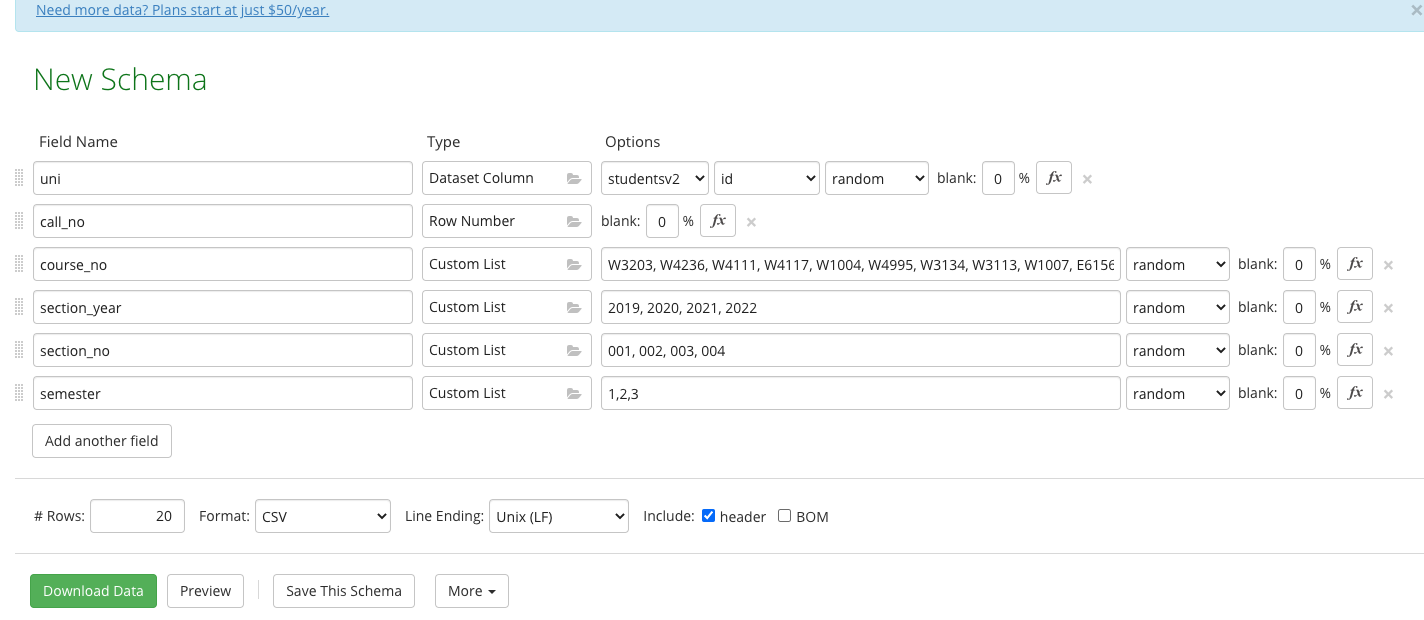 Need more data? Plans start at just $50/year. ×
New Schema
Field Name Type Options
uni Dataset Column studentsv2 id random blank: 0 % fx ×
call_no Row Number blank: 0 % fx ×
course_no Custom List W3203, W4236, W4111, W4117, W1004, W4995, W3134, W3113, W1007, E6156 random blank: 0 % fx ×
section_year Custom List 2019, 2020, 2021, 2022 random blank: 0 % fx ×
section_no Custom List 001, 002, 003, 004 random blank: 0 % fx ×
semester Custom List 1,2,3 random blank: 0 % fx ×
Add another field
# Rows: 20 Format: CSV Line Ending: Unix (LF) Include: header BOM
Download Data Preview Save This Schema More